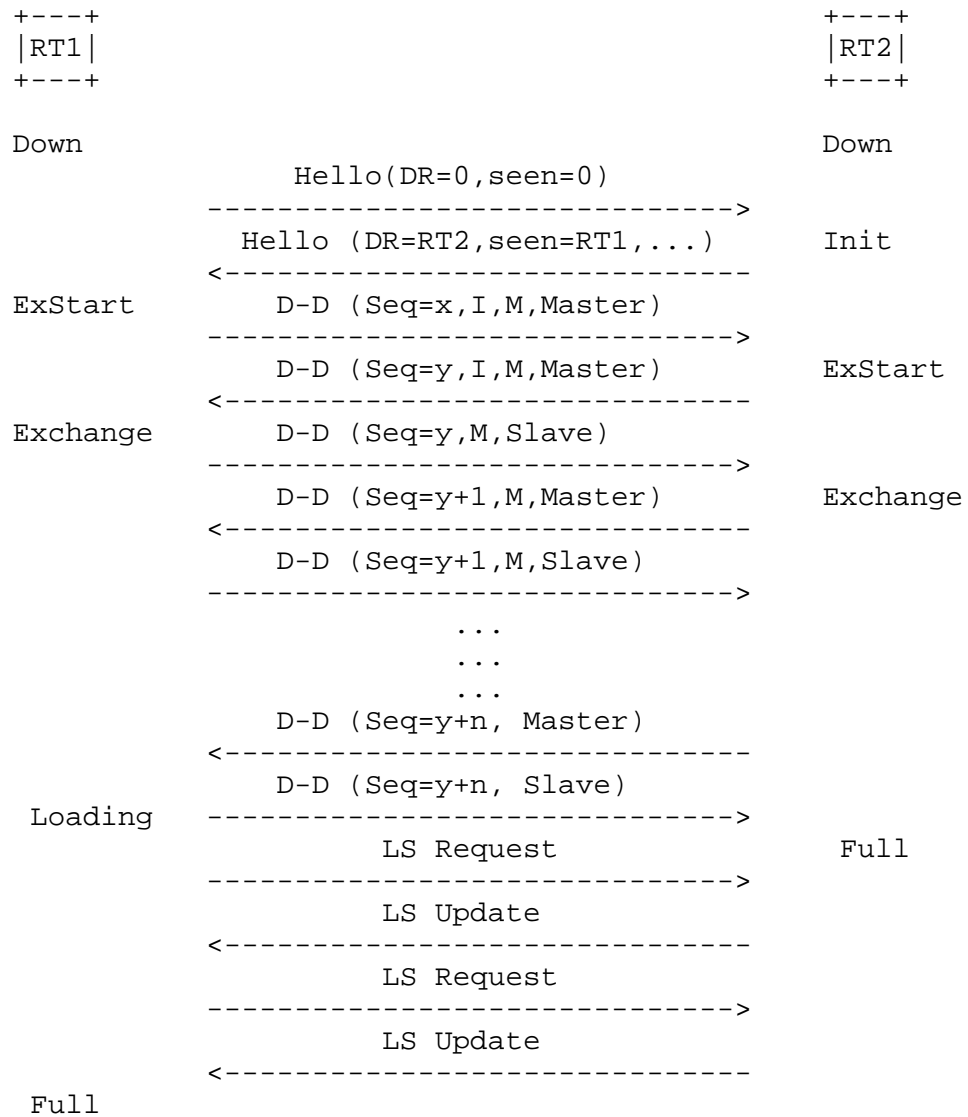 +---+                                         +---+
|RT1|                                         |RT2|
+---+                                         +---+
Down                                          Down
Hello(DR=0,seen=0)
------------------------------>
Hello (DR=RT2,seen=RT1,...)      Init
<------------------------------
ExStart        D-D (Seq=x,I,M,Master)
------------------------------>
D-D (Seq=y,I,M,Master)         ExStart
<------------------------------
Exchange       D-D (Seq=y,M,Slave)
------------------------------>
D-D (Seq=y+1,M,Master)         Exchange
<------------------------------
D-D (Seq=y+1,M,Slave)
------------------------------>
...
...
...
D-D (Seq=y+n, Master)
<------------------------------
D-D (Seq=y+n, Slave)
Loading   ------------------------------>
LS Request                Full
------------------------------>
LS Update
<------------------------------
LS Request
------------------------------>
LS Update
<------------------------------
Full